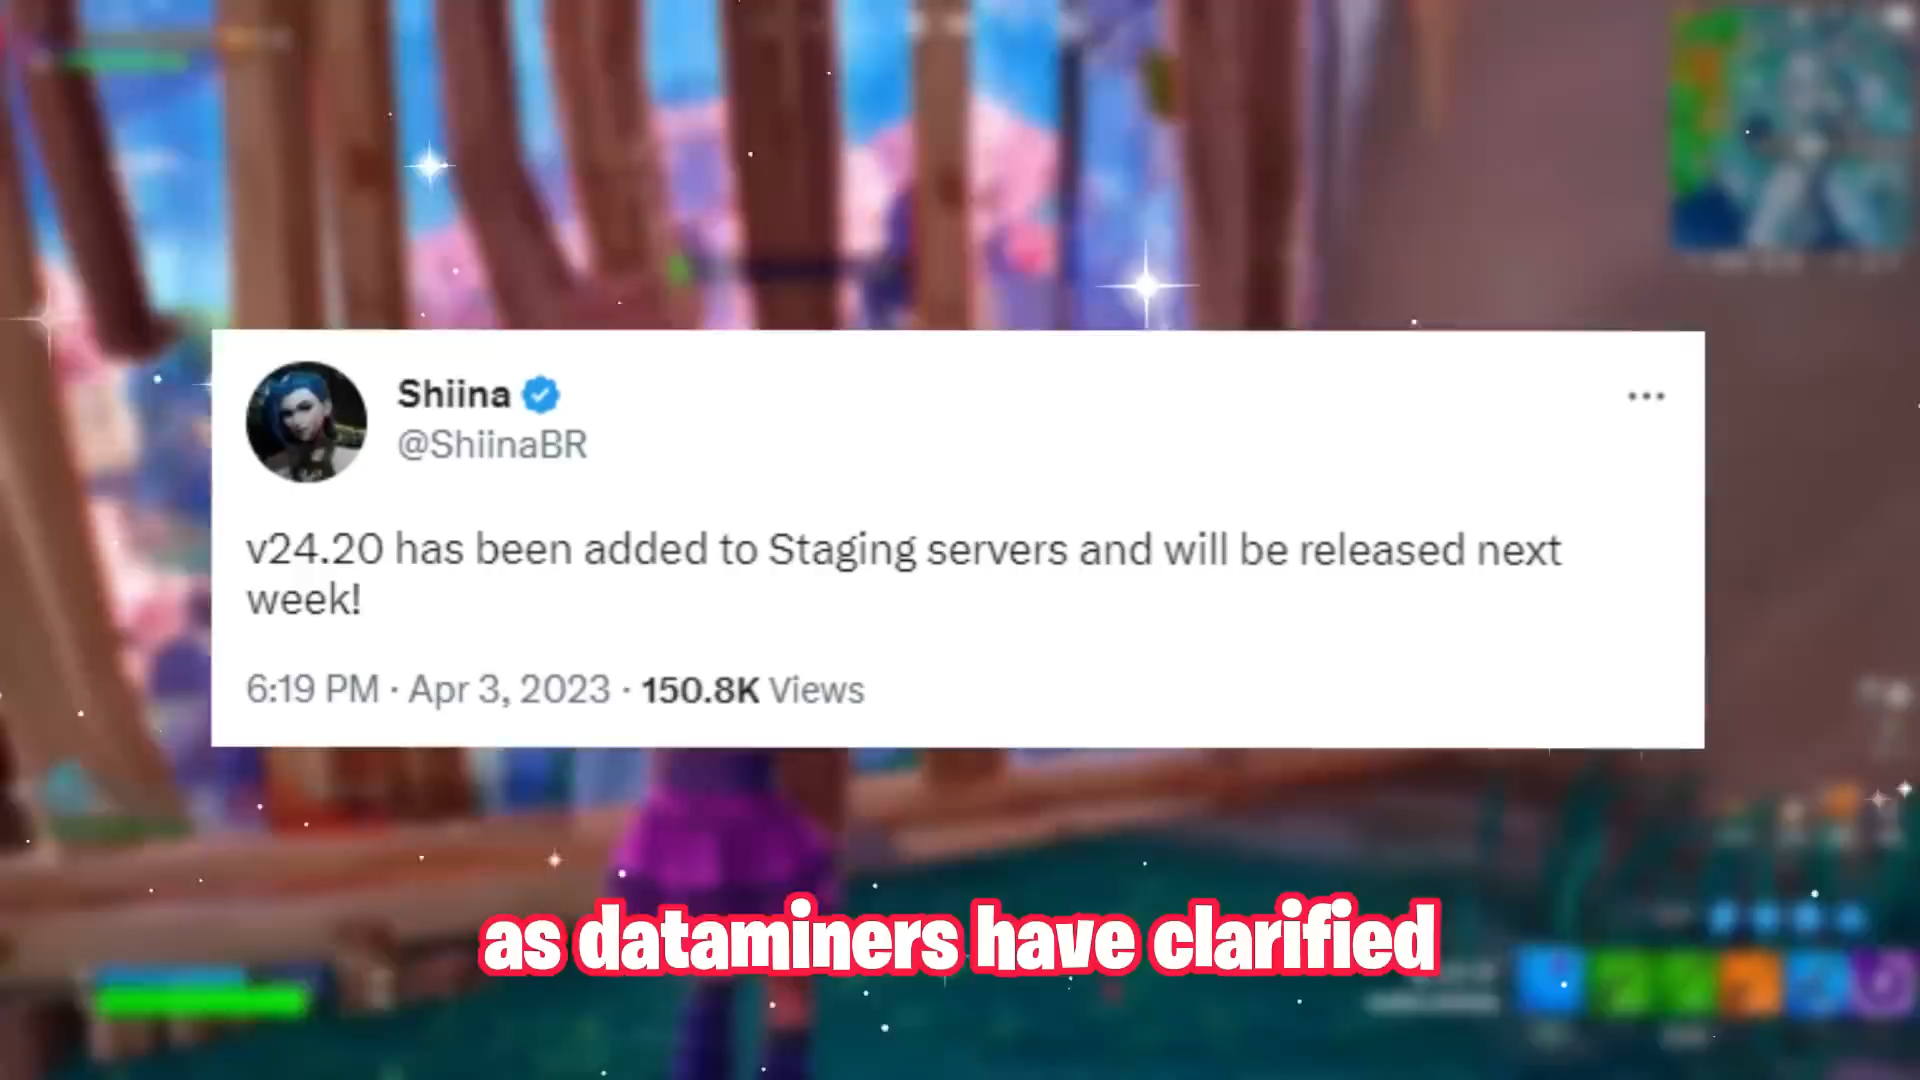 Shiina
@ShiinaBR
v24.20 has been added to Staging servers and will be released next
week!
6:19 PM · Apr 3, 2023 · 150.8K Views
as dataminers have clarified